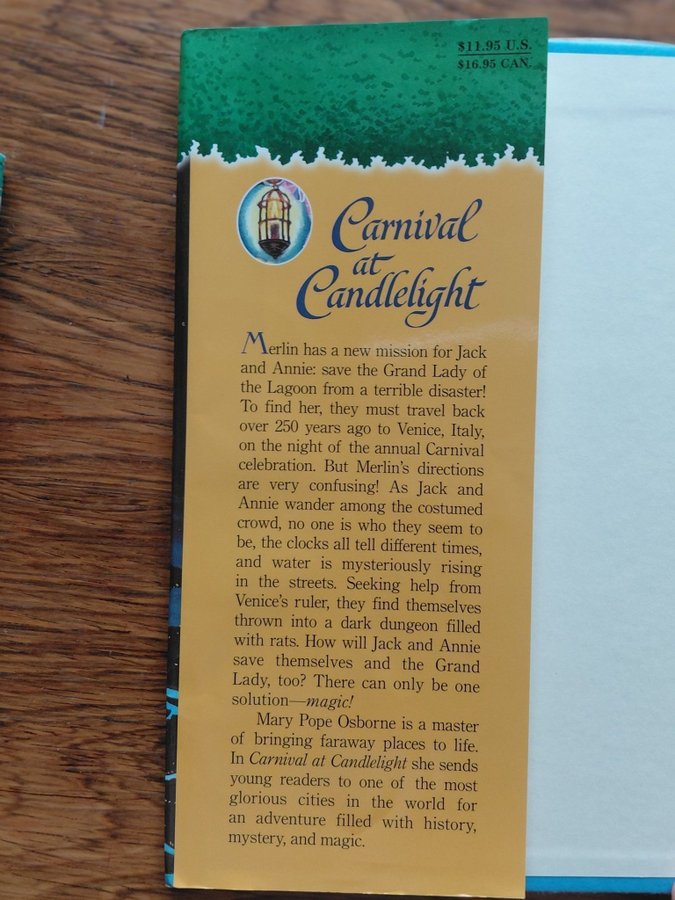 $11.95 U.S.
$16.95 CAN.
Carnival
at
Candlelight
Merlin has a new mission for Jack
and Annie: save the Grand Lady of
the Lagoon from a terrible disaster!
To find her, they must travel back
over 250 years ago to Venice, Italy,
on the night of the annual Carnival
celebration. But Merlin's directions
are very confusing! As Jack and
Annie wander among the costumed
crowd, no one is who they seem to
be, the clocks all tell different times,
and water is mysteriously rising
in the streets. Seeking help from
Venice's ruler, they find themselves
thrown into a dark dungeon filled
with rats. How will Jack and Annie
save themselves and the Grand
Lady, too? There can only be one
solution—magic!
Mary Pope Osborne is a master
of bringing faraway places to life.
In Carnival at Candlelight she sends
young readers to one of the most
glorious cities in the world for
an adventure filled with history,
mystery, and magic.